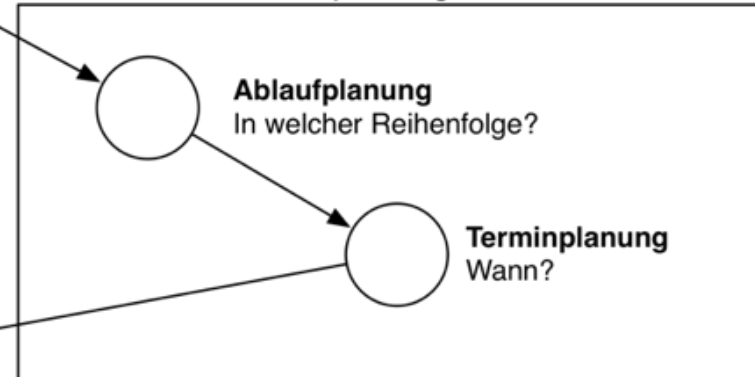 Ablaufplanung
In welcher Reihenfolge?
Terminplanung
Wann?